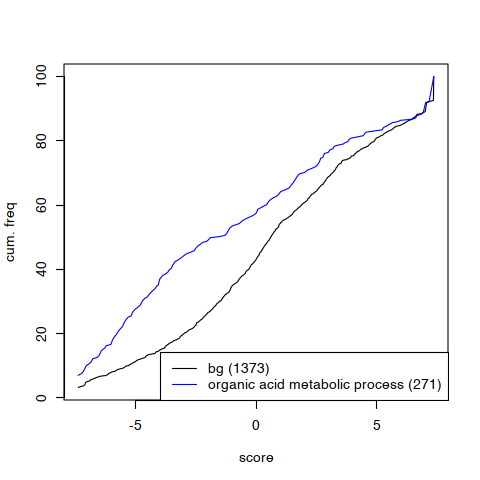 100
80
60
40
20
0
cum. freq
bg (1373)
organic acid metabolic process (271)
-5
0
5
score